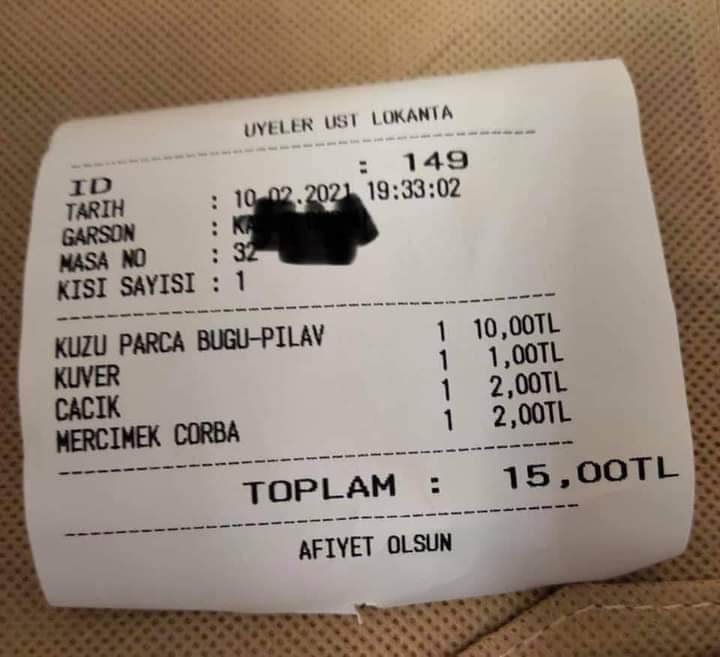 UYELER UST LOKANTA
ID : 149
TARIH : 10.02.2021 19:33:02
GARSON :
MASA NO : 32
KISI SAYISI : 1
KUZU PARCA BUGU-PILAV 1 10,00TL
KUVER 1 1,00TL
CACIK 1 2,00TL
MERCIMEK CORBA 1 2,00TL
TOPLAM : 15,00TL
AFIYET OLSUN